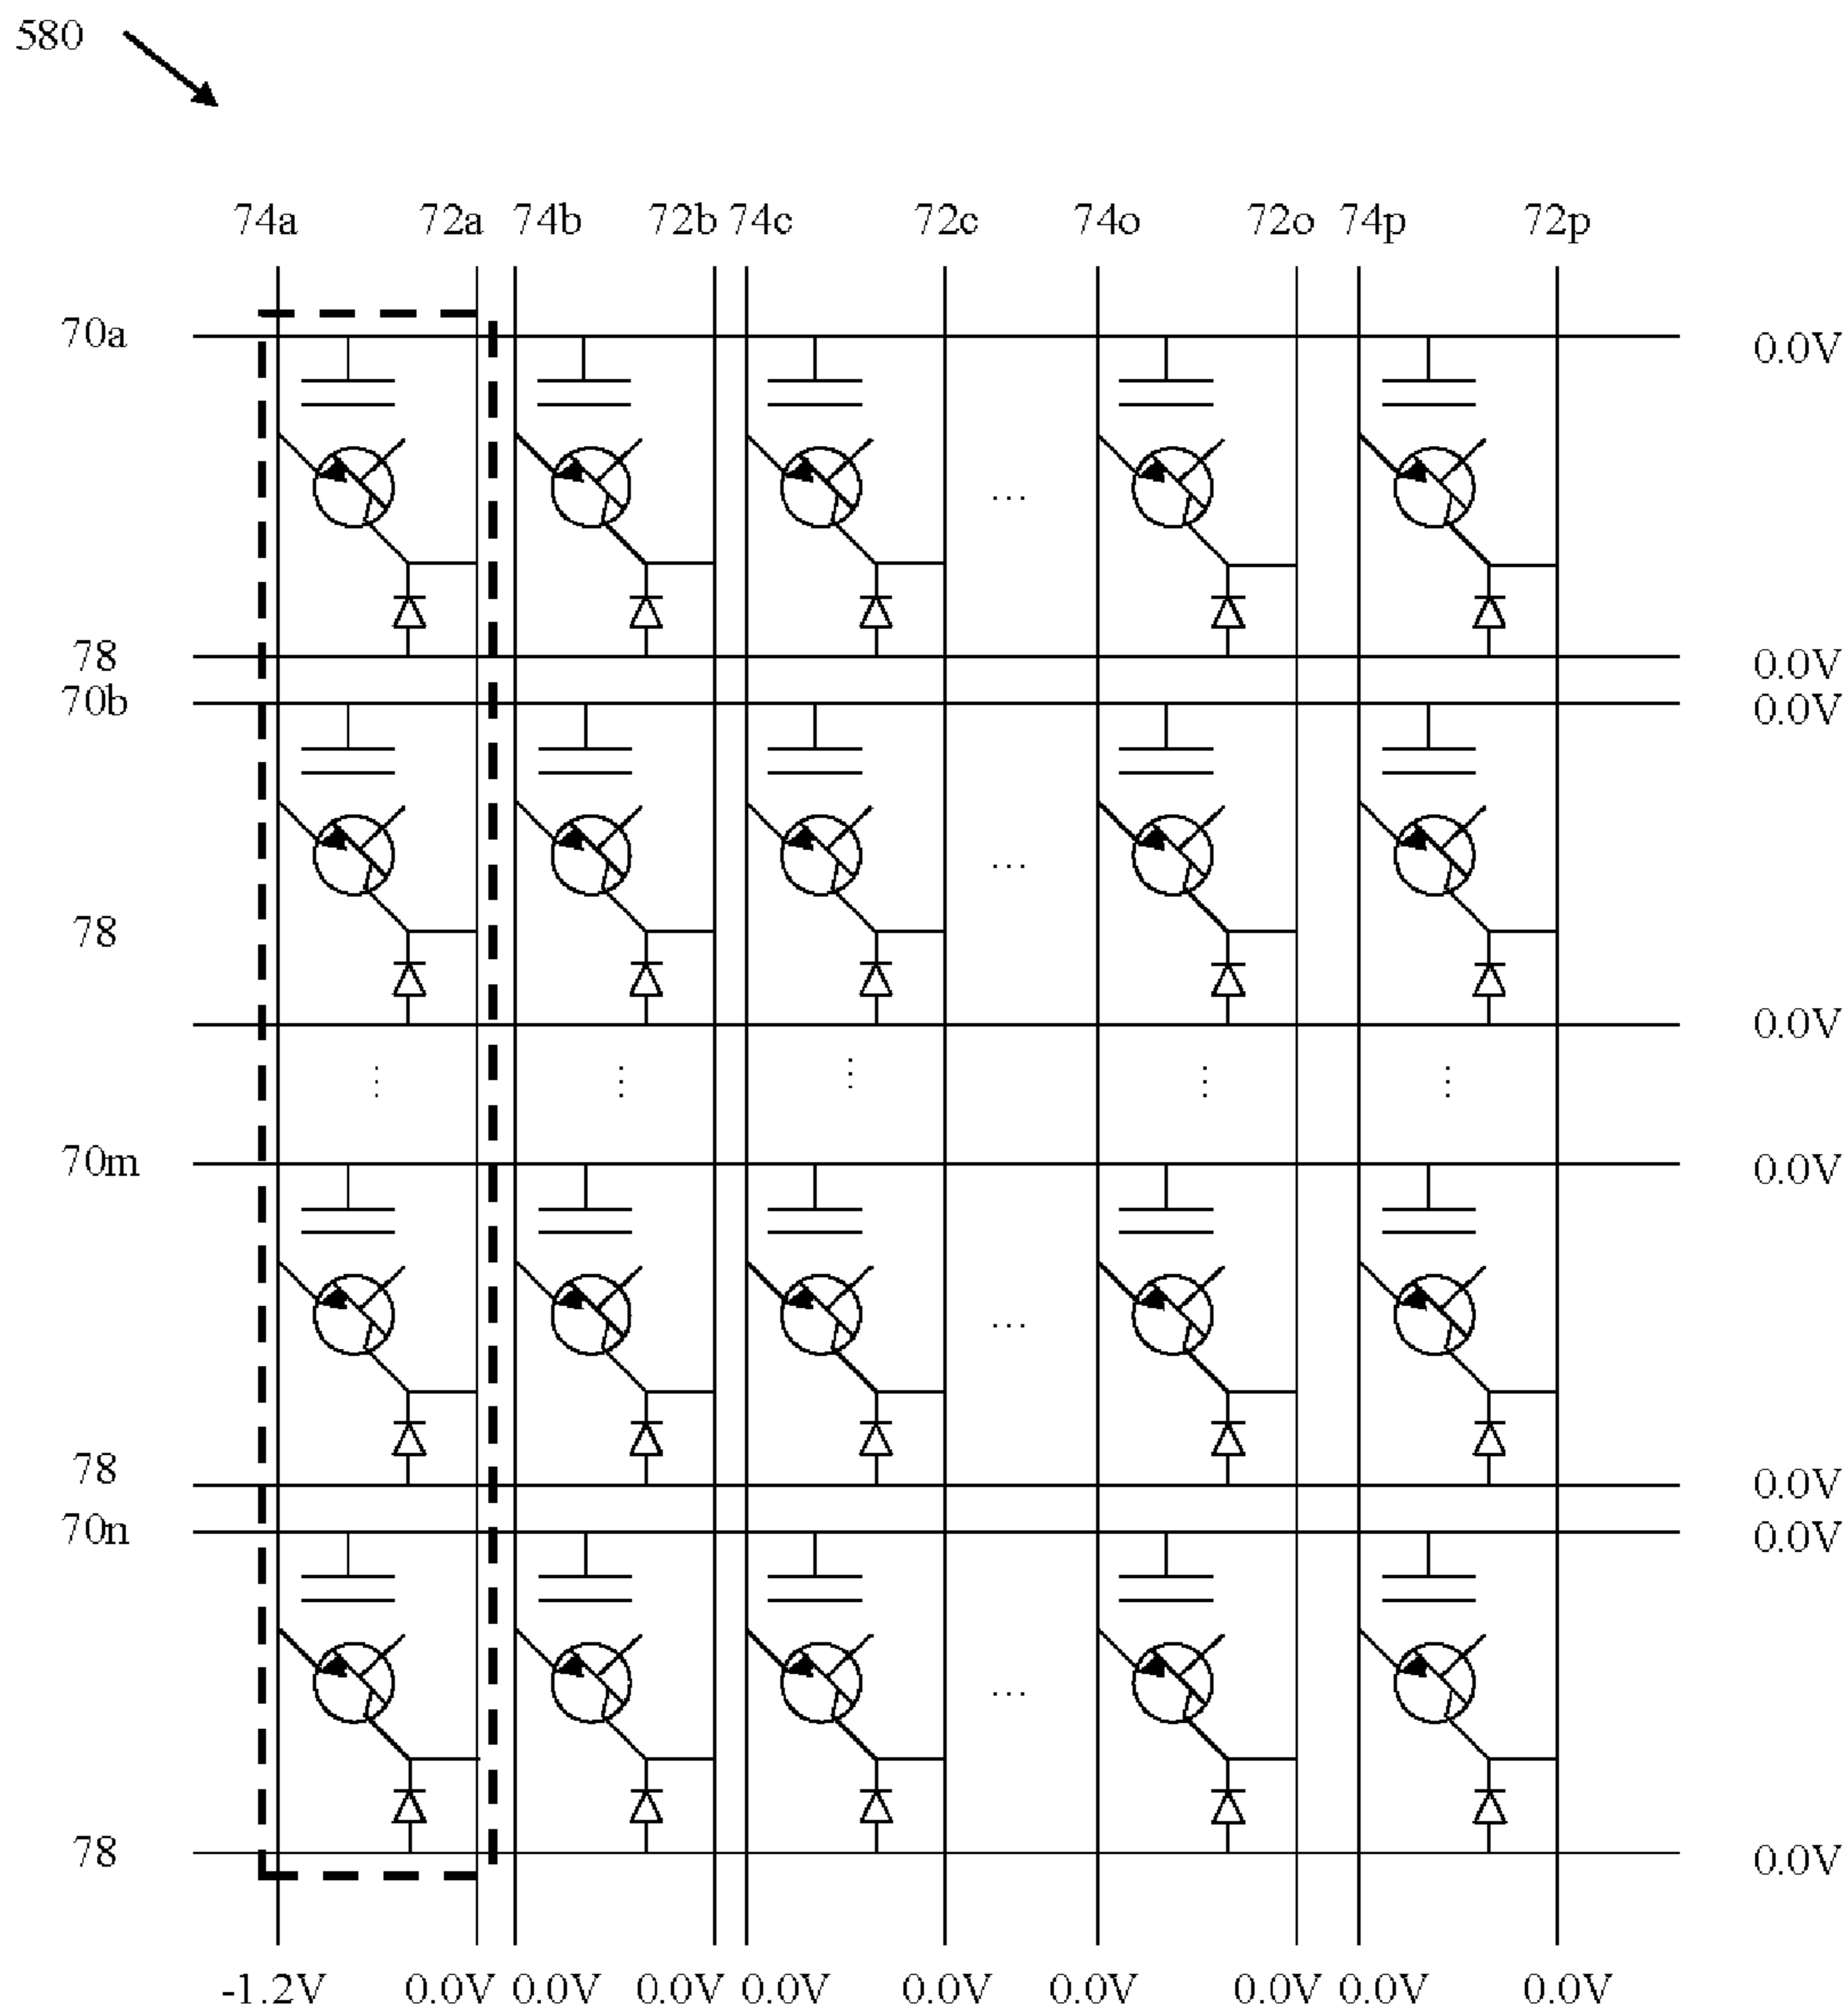 580
74a 72a 74b 72b 74c 72c 74o 72o 74p 72p
70a 0.0V
...
78 0.0V
70b 0.0V
...
78
0.0V
... ... ... ... ...
70m 0.0V
...
78 0.0V
70n 0.0V
...
78 0.0V
-1.2V 0.0V 0.0V 0.0V 0.0V 0.0V 0.0V 0.0V 0.0V 0.0V